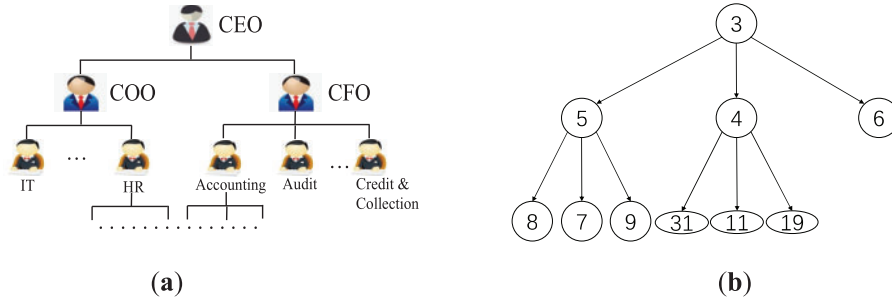 CEO
COO
CFO
...
IT
HR
Accounting
Audit
...
Credit &
Collection
(a)
3
5
4
6
8
7
9
31
11
19
(b)